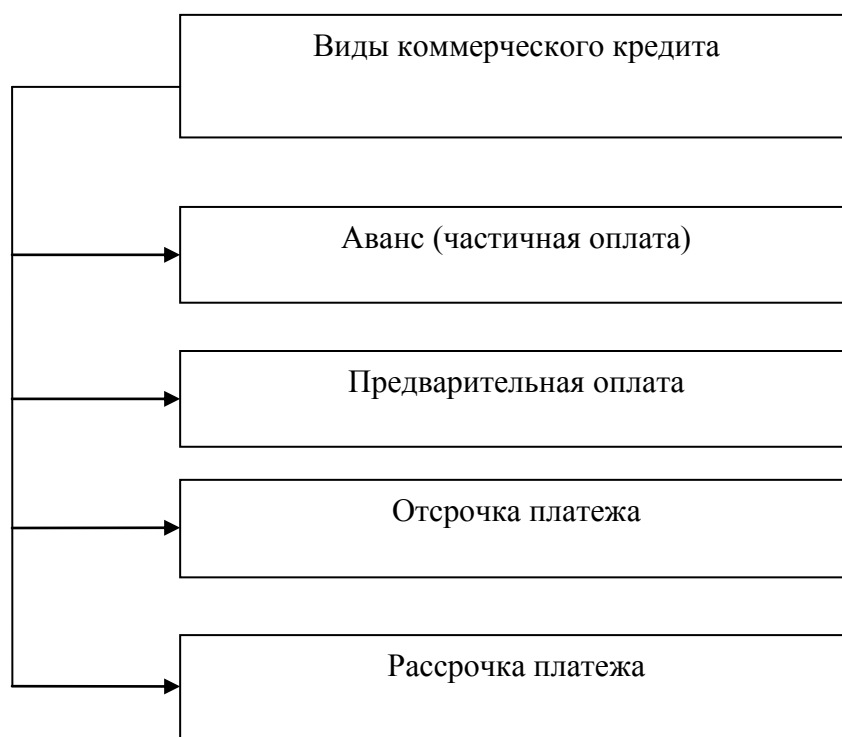 Виды коммерческого кредита
Аванс (частичная оплата)
Предварительная оплата
Отсрочка платежа
Рассрочка платежа